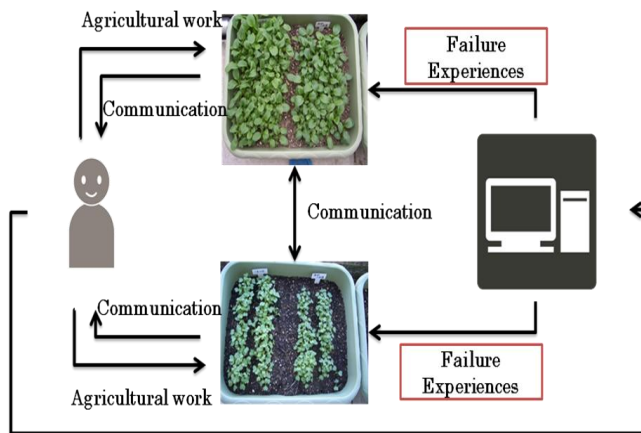 Agricultural work
Failure
Experiences
Communication
Communication
Communication
Agricultural work
Failure
Experiences